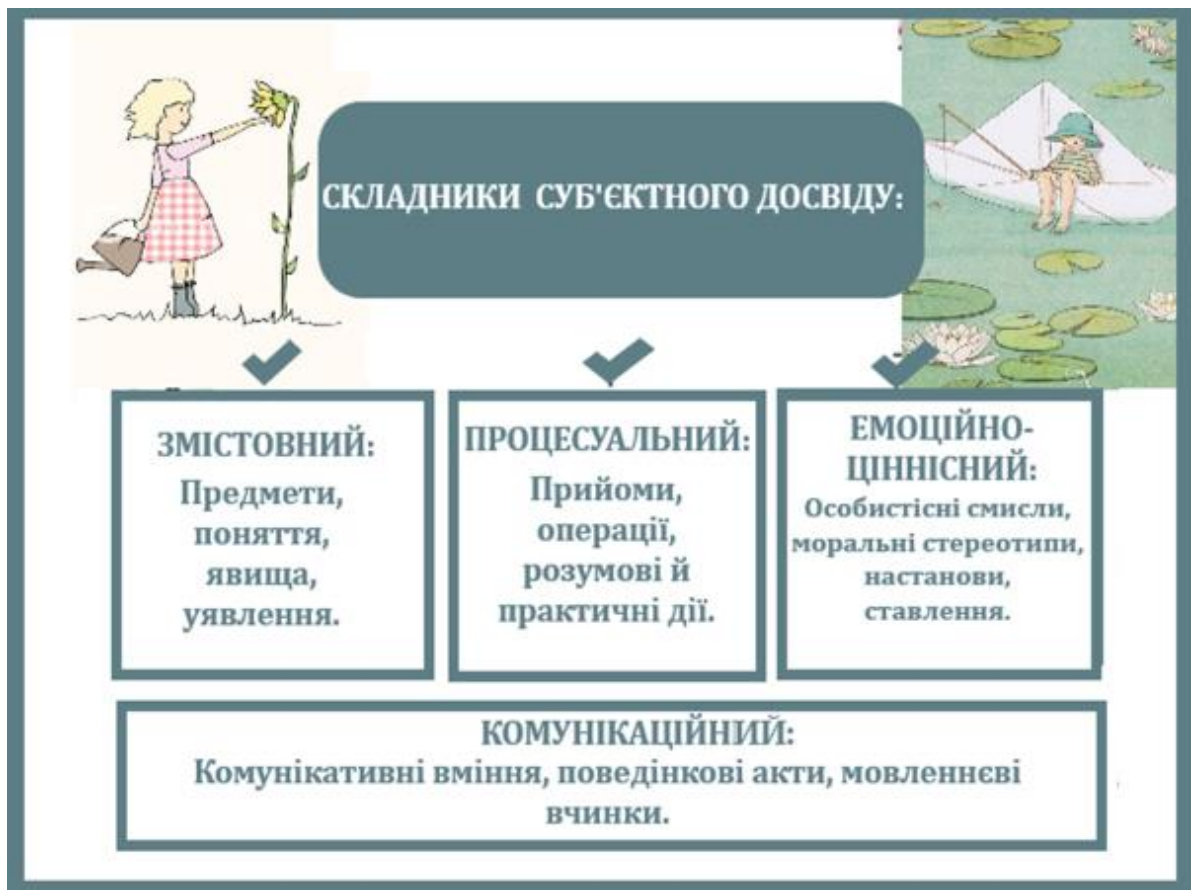 СКЛАДНИКИ СУБ'ЄКТНОГО ДОСВІДУ:
ЗМІСТОВНИЙ:
Предмети,
поняття,
явища,
уявлення.
ПРОЦЕСУАЛЬНИЙ:
Прийоми,
операції,
розумові й
практичні дії.
ЕМОЦІЙНО-
ЦІННІСНИЙ:
Особистісні смисли,
моральні стереотипи,
настанови,
ставлення.
КОМУНІКАЦІЙНИЙ:
Комунікативні вміння, поведінкові акти, мовленнєві
вчинки.